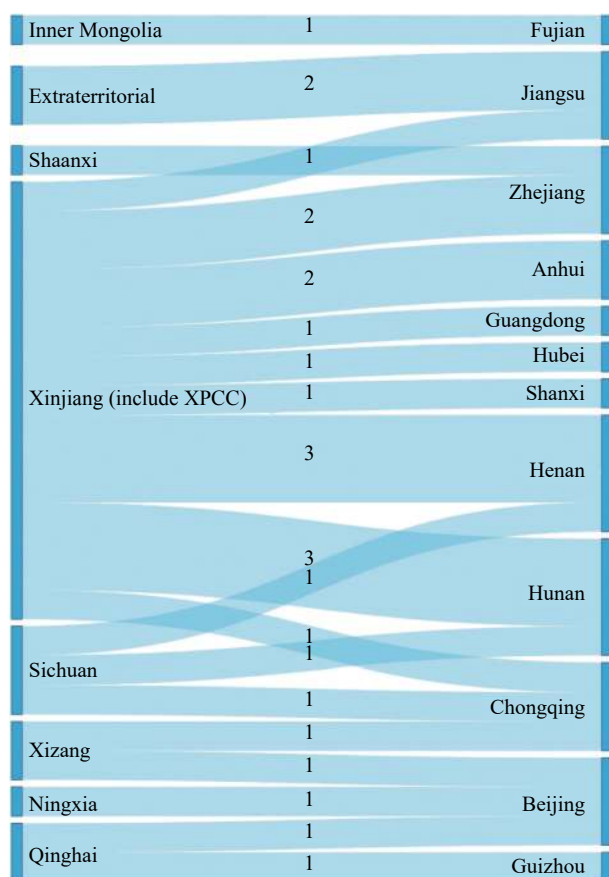 Inner Mongolia 1 Fujian
Extraterritorial 2 Jiangsu
Shaanxi 1
Zhejiang
2
2 Anhui
1 Guangdong
1 Hubei
Xinjiang (include XPCC) 1 Shanxi
3 Henan
3
1 Hunan
1
1
Sichuan
1 Chongqing
1
Xizang
1
Ningxia 1 Beijing
1
Qinghai
1 Guizhou